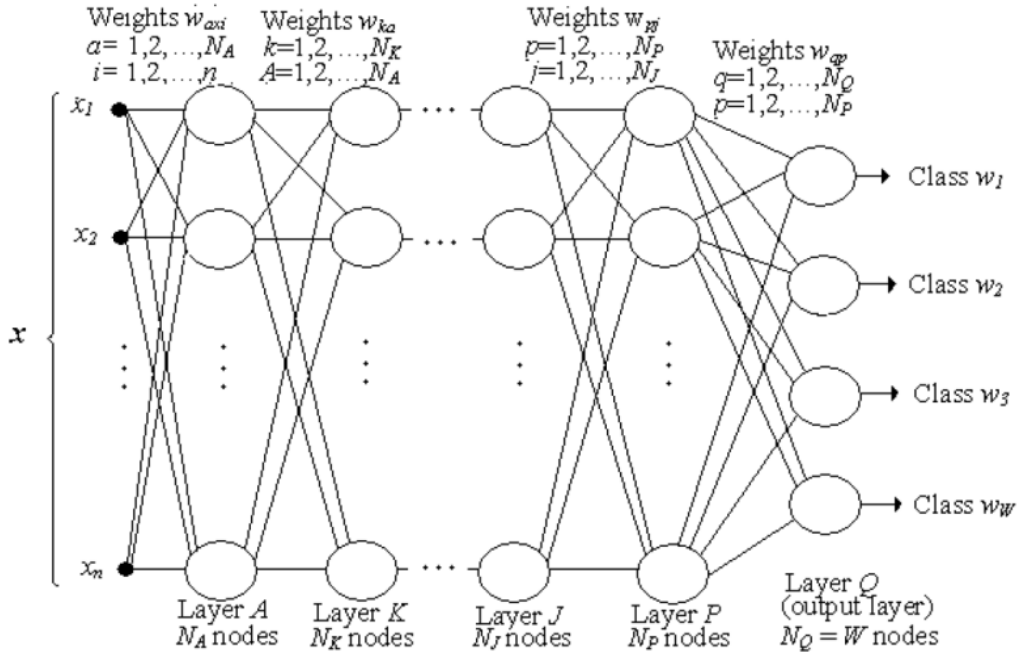 Weights w_axi
a= 1,2, ...,N_A
i= 1,2, ...,n
Weights w_ka
k=1,2, ...,N_K
A=1,2, ...,N_A
Weights w_pj
p=1,2, ...,N_P
j=1,2, ...,N_J
Weights w_qp
q=1,2, ...,N_Q
p=1,2, ...,N_P
x_1
x_2
x
x_n
Class w_1
Class w_2
Class w_3
Class w_W
Layer A
N_A nodes
Layer K
N_K nodes
Layer J
N_J nodes
Layer P
N_P nodes
Layer Q
(output layer)
N_Q = W nodes